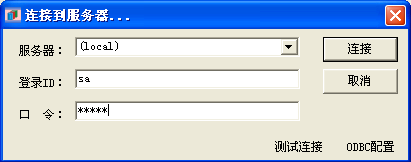 连接到服务器...
服务器： (local) 连接
登录ID： sa 取消
口 令： *****
测试连接 ODBC配置